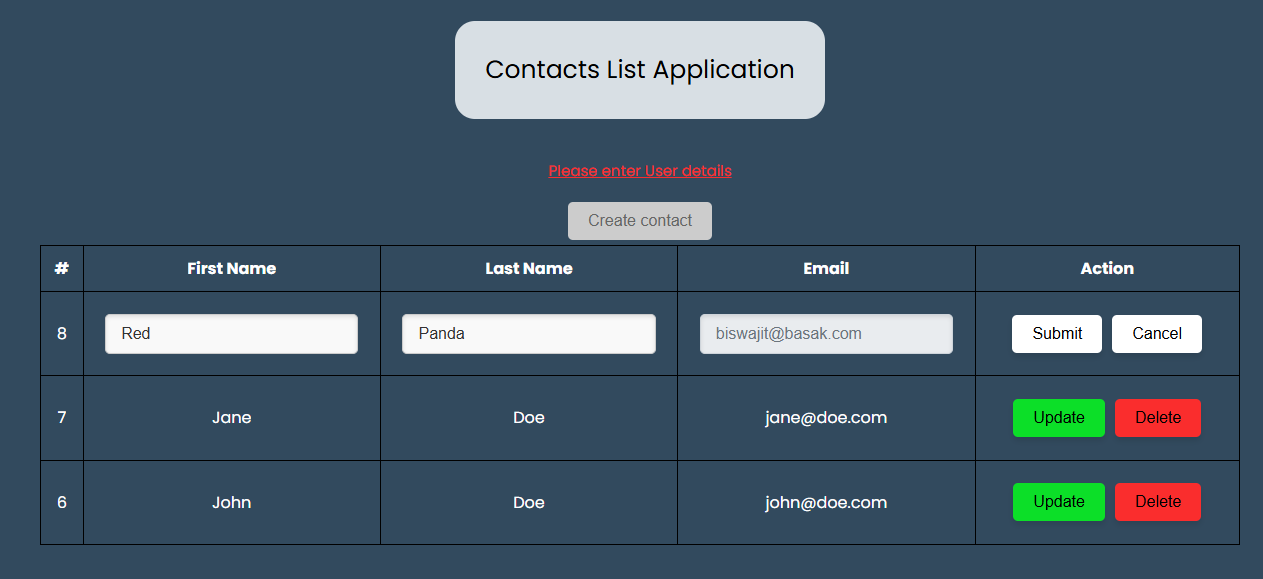 Contacts List Application
Please enter User details
Create contact
# First Name Last Name Email Action
8 Red Panda biswajit@basak.com Submit Cancel
7 Jane Doe jane@doe.com Update Delete
6 John Doe john@doe.com Update Delete